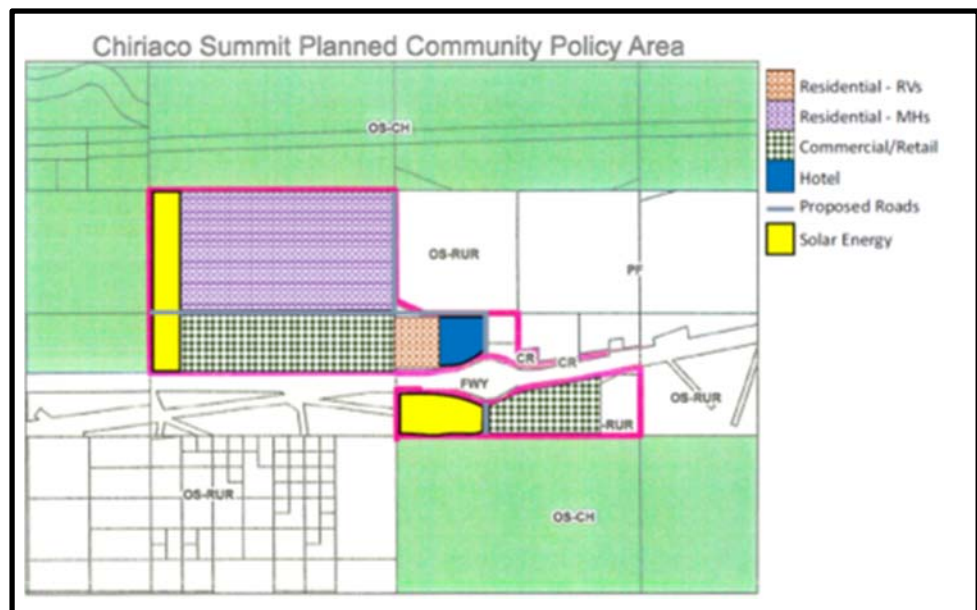 Chiriaco Summit Planned Community Policy Area
Residential - RVs
Residential - MHs
Commercial/Retail
Hotel
Proposed Roads
Solar Energy
OS-CH
OS-RUR
PF
CR
CR
FWY
OS-RUR
-RUR
OS-RUR
OS-CH